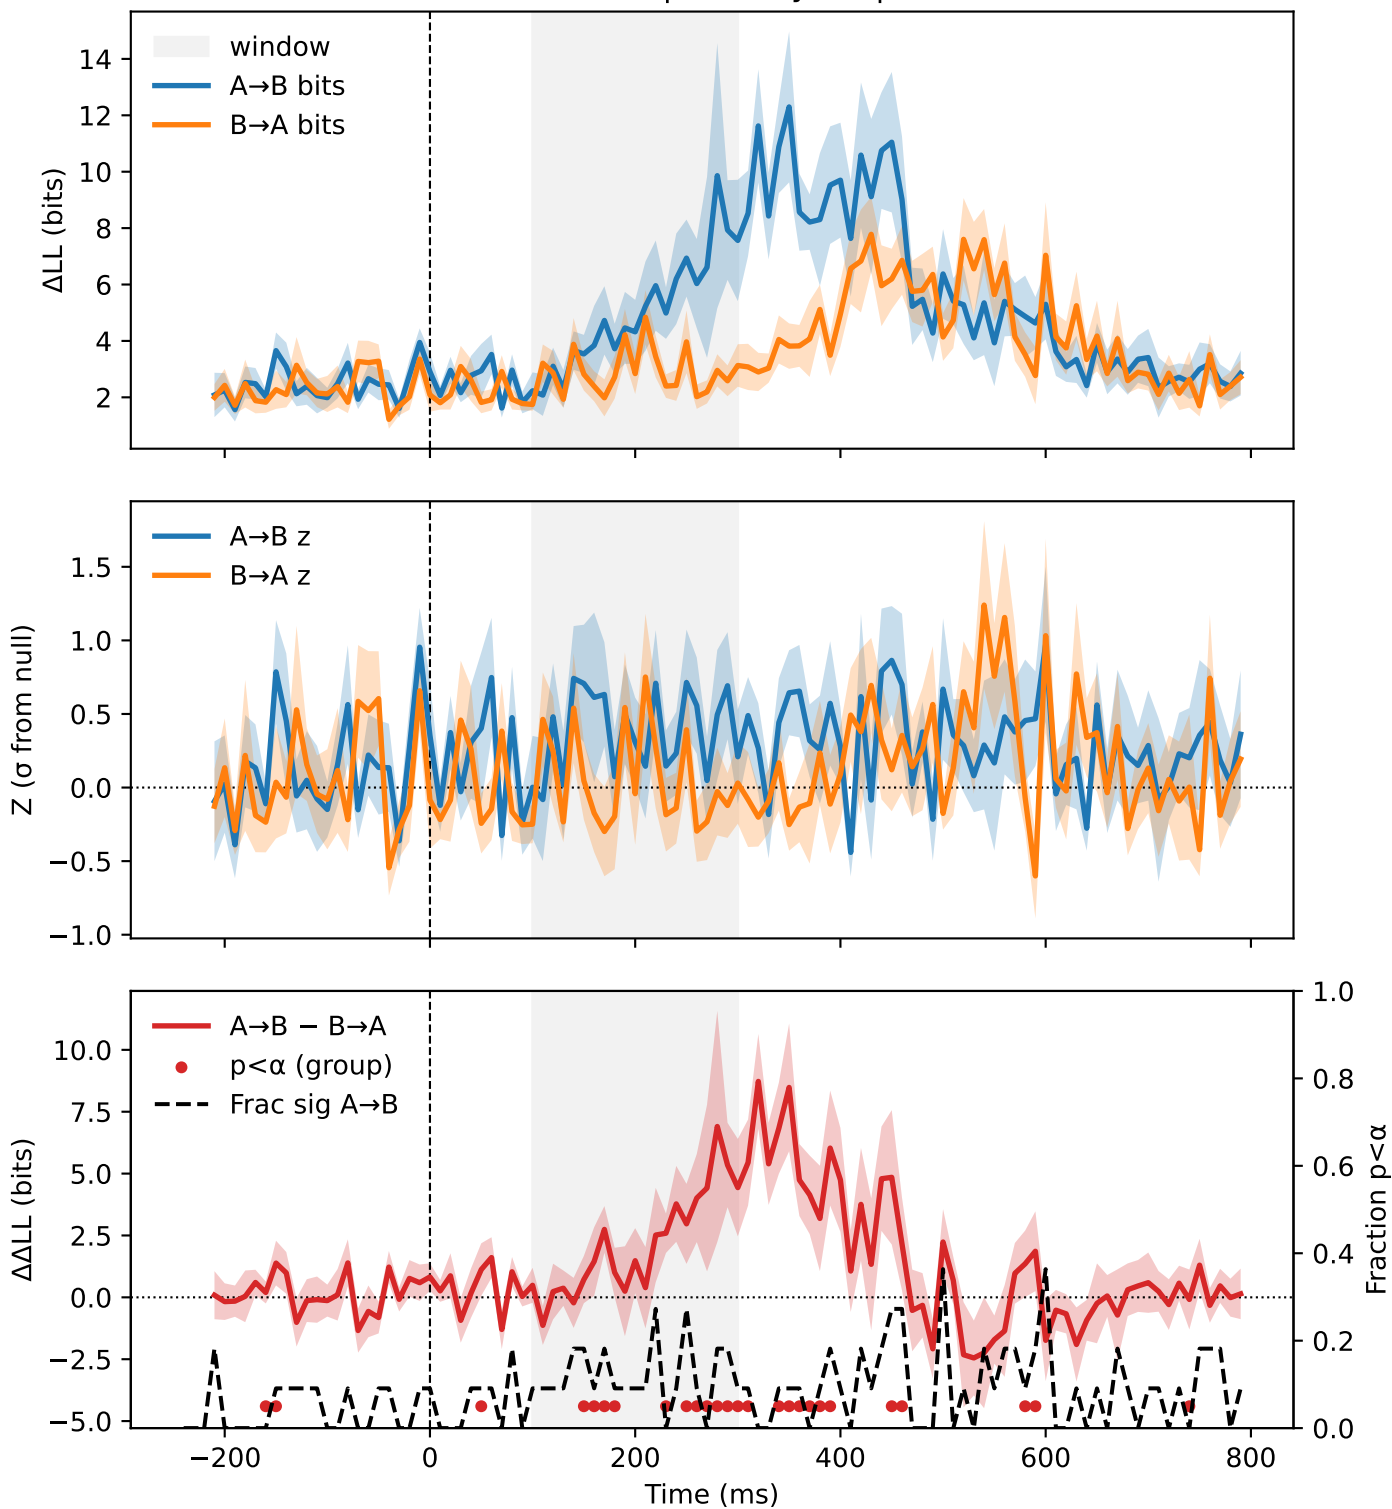 window
A→B bits
B→A bits
14
12
10
8
6
4
2
ΔLL (bits)
A→B z
B→A z
1.5
1.0
0.5
0.0
−0.5
−1.0
Z (σ from null)
A→B − B→A
p<α (group)
Frac sig A→B
10.0
7.5
5.0
2.5
0.0
−2.5
−5.0
ΔΔLL (bits)
1.0
0.8
0.6
0.4
0.2
0.0
Fraction p<α
−200
0
200
400
600
800
Time (ms)